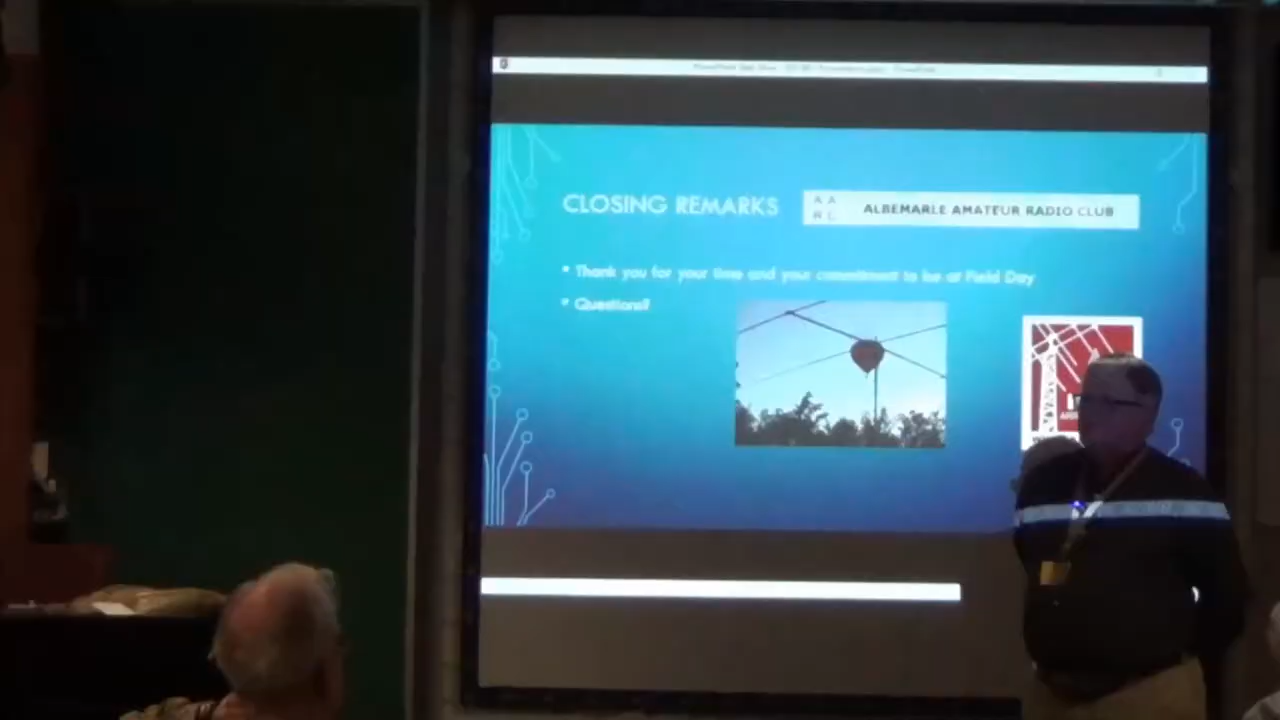 CLOSING REMARKS
A A
R C
ALBEMARLE AMATEUR RADIO CLUB
• Thank you for your time and your commitment to be at Field Day
• Questions?